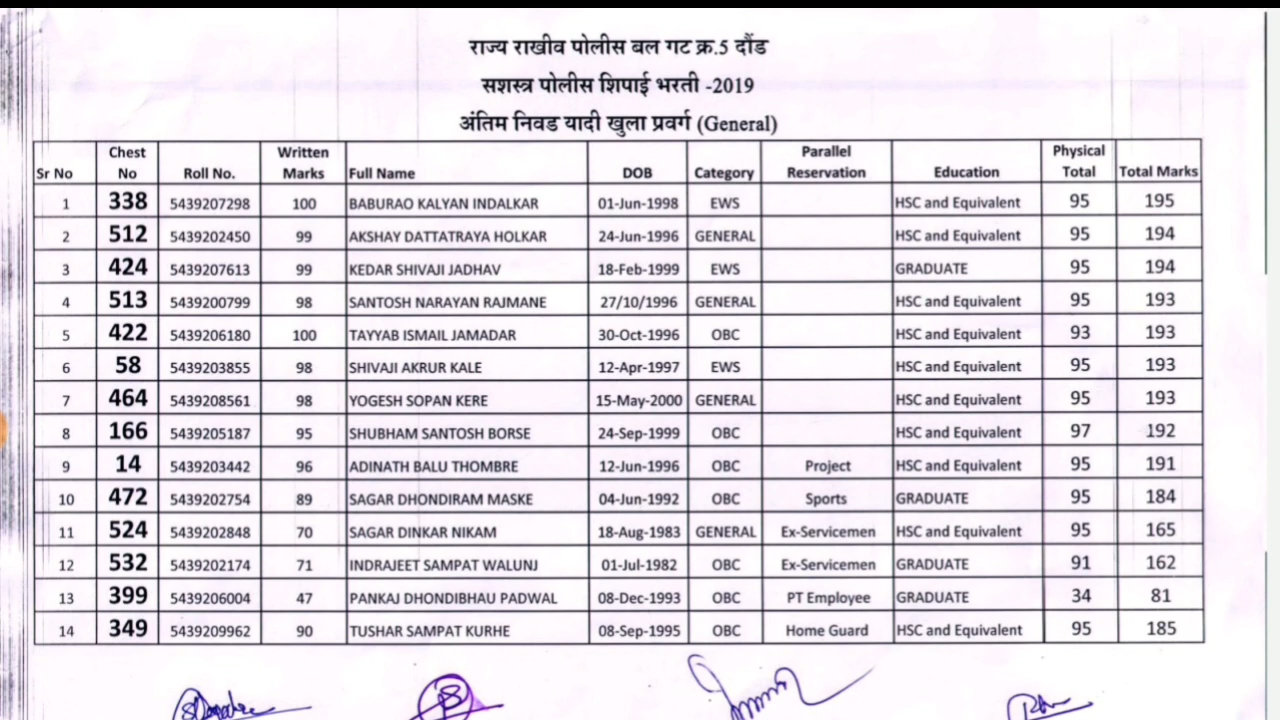 राज्य राखीव पोलीस बल गट क्र.5 दौंड
सशस्त्र पोलीस शिपाई भरती -2019
अंतिम निवड यादी खुला प्रवर्ग (General)
Sr No Chest No Roll No. Written Marks Full Name DOB Category Parallel Reservation Education Physical Total Total Marks
1 338 5439207298 100 BABURAO KALYAN INDALKAR 01-Jun-1998 EWS HSC and Equivalent 95 195
2 512 5439202450 99 AKSHAY DATTATRAYA HOLKAR 24-Jun-1996 GENERAL HSC and Equivalent 95 194
3 424 5439207613 99 KEDAR SHIVAJI JADHAV 18-Feb-1999 EWS GRADUATE 95 194
4 513 5439200799 98 SANTOSH NARAYAN RAJMANE 27/10/1996 GENERAL HSC and Equivalent 95 193
5 422 5439206180 100 TAYYAB ISMAIL JAMADAR 30-Oct-1996 OBC HSC and Equivalent 93 193
6 58 5439203855 98 SHIVAJI AKRUR KALE 12-Apr-1997 EWS HSC and Equivalent 95 193
7 464 5439208561 98 YOGESH SOPAN KERE 15-May-2000 GENERAL HSC and Equivalent 95 193
8 166 5439205187 95 SHUBHAM SANTOSH BORSE 24-Sep-1999 OBC HSC and Equivalent 97 192
9 14 5439203442 96 ADINATH BALU THOMBRE 12-Jun-1996 OBC Project HSC and Equivalent 95 191
10 472 5439202754 89 SAGAR DHONDIRAM MASKE 04-Jun-1992 OBC Sports GRADUATE 95 184
11 524 5439202848 70 SAGAR DINKAR NIKAM 18-Aug-1983 GENERAL Ex-Servicemen HSC and Equivalent 95 165
12 532 5439202174 71 INDRAJEET SAMPAT WALUNJ 01-Jul-1982 OBC Ex-Servicemen GRADUATE 91 162
13 399 5439206004 47 PANKAJ DHONDIBHAU PADWAL 08-Dec-1993 OBC PT Employee GRADUATE 34 81
14 349 5439209962 90 TUSHAR SAMPAT KURHE 08-Sep-1995 OBC Home Guard HSC and Equivalent 95 185